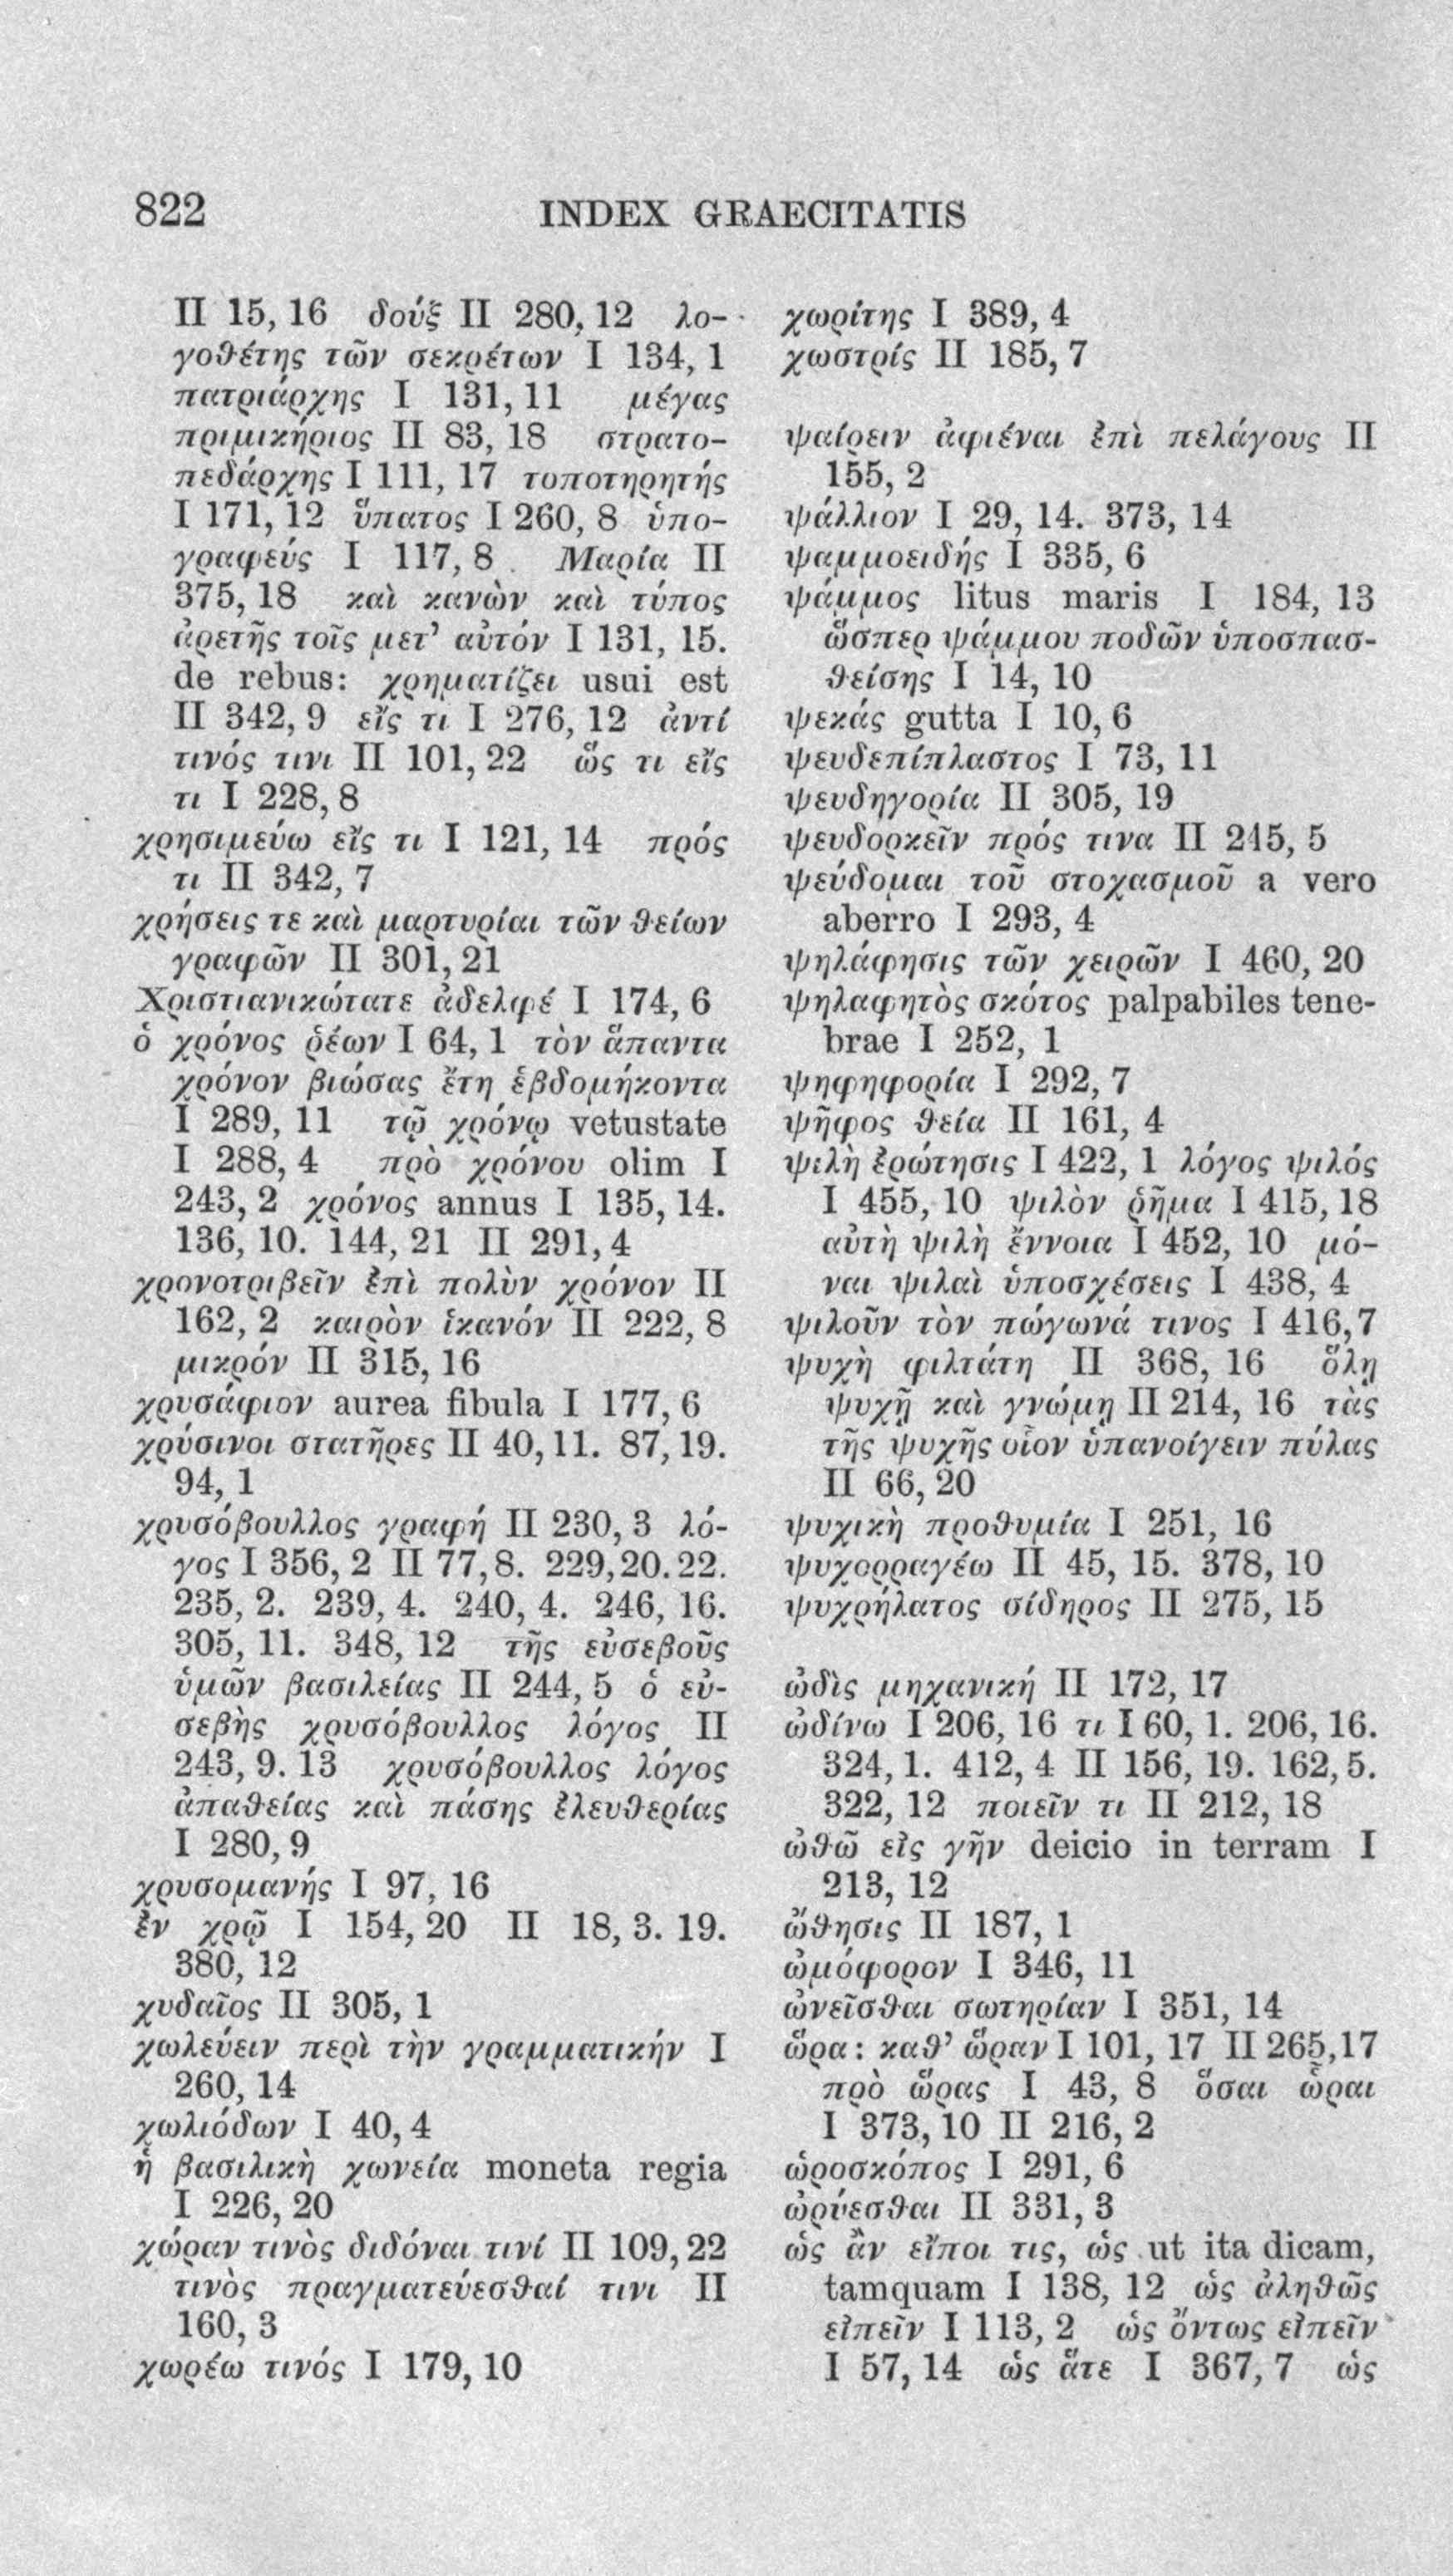 822 INDEX GRAECITATIS
II 15, 16 δούξ II 280, 12 λο-
γοθέτης τῶν σεκρέτων I 134, 1
πατριάρχης I 131, 11 μέγας
πριμικήριος II 83, 18 στρατο-
πεδάρχης I 111, 17 τοποτηρητής
I 171, 12 ὕπατος I 260, 8 ὑπο-
γραφεύς I 117, 8 Μαρία II
375, 18 καὶ κανὼν καὶ τύπος
ἀρετῆς τοῖς μετ’ αὐτόν I 131, 15.
de rebus: χρηματίζει usui est
II 342, 9 εἴς τι I 276, 12 ἀντί
τινός τινι II 101, 22 ὥς τι εἴς
τι I 228, 8
χρησιμεύω εἴς τι I 121, 14 πρός
τι II 342, 7
χρήσεις τε καὶ μαρτυρίαι τῶν θείων
γραφῶν II 301, 21
Χριστιανικώτατε ἀδελφέ I 174, 6
ὁ χρόνος ῥέων I 64, 1 τὸν ἅπαντα
χρόνον βιώσας ἔτη ἑβδομήκοντα
I 289, 11 τῷ χρόνῳ vetustate
I 288, 4 πρὸ χρόνου olim I
243, 2 χρόνος annus I 135, 14.
136, 10. 144, 21 II 291, 4
χρονοτριβεῖν ἐπὶ πολὺν χρόνον II
162, 2 καιρὸν ἱκανόν II 222, 8
μικρόν II 315, 16
χρυσάφιον aurea fibula I 177, 6
χρύσινοι στατῆρες II 40, 11. 87, 19.
94, 1
χρυσόβουλλος γραφή II 230, 3 λό-
γος I 356, 2 II 77, 8. 229, 20. 22.
235, 2. 239, 4. 240, 4. 246, 16.
305, 11. 348, 12 τῆς εὐσεβοῦς
ὑμῶν βασιλείας II 244, 5 ὁ εὐ-
σεβὴς χρυσόβουλλος λόγος II
243, 9. 13 χρυσόβουλλος λόγος
ἀπαθείας καὶ πάσης ἐλευθερίας
I 280, 9
χρυσομανής I 97, 16
ἐν χρῷ I 154, 20 II 18, 3. 19.
380, 12
χυδαῖος II 305, 1
χωλεύειν περὶ τὴν γραμματικήν I
260, 14
χωλιόδων I 40, 4
ἡ βασιλικὴ χωνεία moneta regia
I 226, 20
χώραν τινὸς διδόναι τινί II 109, 22
τινὸς πραγματεύεσθαί τινι II
160, 3
χωρέω τινός I 179, 10
χωρίτης I 389, 4
χωστρίς II 185, 7
ψαίρειν ἀφιέναι ἐπὶ πελάγους II
155, 2
ψάλλιον I 29, 14. 373, 14
ψαμμοειδής I 335, 6
ψάμμος litus maris I 184, 13
ὥσπερ ψάμμου ποδῶν ὑποσπασ-
θείσης I 14, 10
ψεκάς gutta I 10, 6
ψευδεπίπλαστος I 73, 11
ψευδηγορία II 305, 19
ψευδορκεῖν πρός τινα II 245, 5
ψεύδομαι τοῦ στοχασμοῦ a vero
aberro I 293, 4
ψηλάφησις τῶν χειρῶν I 460, 20
ψηλαφητὸς σκότος palpabiles tene-
brae I 252, 1
ψηφηφορία I 292, 7
ψῆφος θεία II 161, 4
ψιλὴ ἐρώτησις I 422, 1 λόγος ψιλός
I 455, 10 ψιλὸν ῥῆμα I 415, 18
αὐτὴ ψιλὴ ἔννοια I 452, 10 μό-
ναι ψιλαὶ ὑποσχέσεις I 438, 4
ψιλοῦν τὸν πώγωνά τινος I 416, 7
ψυχὴ φιλτάτη II 368, 16 ὅλῃ
ψυχῇ καὶ γνώμῃ II 214, 16 τὰς
τῆς ψυχῆς οἷον ὑπανοίγειν πύλας
II 66, 20
ψυχικὴ προθυμία I 251, 16
ψυχορραγέω II 45, 15. 378, 10
ψυχρήλατος σίδηρος II 275, 15
ὠδὶς μηχανική II 172, 17
ὠδίνω I 206, 16 τι I 60, 1. 206, 16.
324, 1. 412, 4 II 156, 19. 162, 5.
322, 12 ποιεῖν τι II 212, 18
ὠθῶ εἰς γῆν deicio in terram I
213, 12
ὤθησις II 187, 1
ὠμόφορον I 346, 11
ὠνεῖσθαι σωτηρίαν I 351, 14
ὥρα: καθ’ ὥραν I 101, 17 II 265, 17
πρὸ ὥρας I 43, 8 ὅσαι ὧραι
I 373, 10 II 216, 2
ὡροσκόπος I 291, 6
ὠρύεσθαι II 331, 3
ὡς ἂν εἴποι τις, ὡς ut ita dicam,
tamquam I 138, 12 ὡς ἀληθῶς
εἰπεῖν I 113, 2 ὡς ὄντως εἰπεῖν
I 57, 14 ὡς ἅτε I 367, 7 ὡς